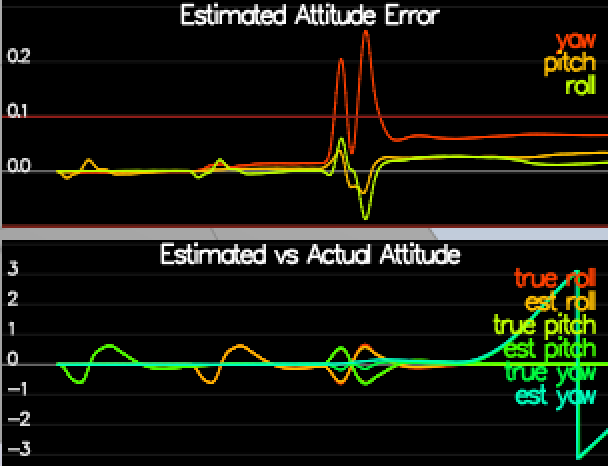 Estimated Attitude Error
yaw
pitch
roll
0.2
0.1
0.0
Estimated vs Actual Attitude
true roll
est roll
true pitch
est pitch
true yaw
est yaw
3
2
1
0
−1
−2
−3